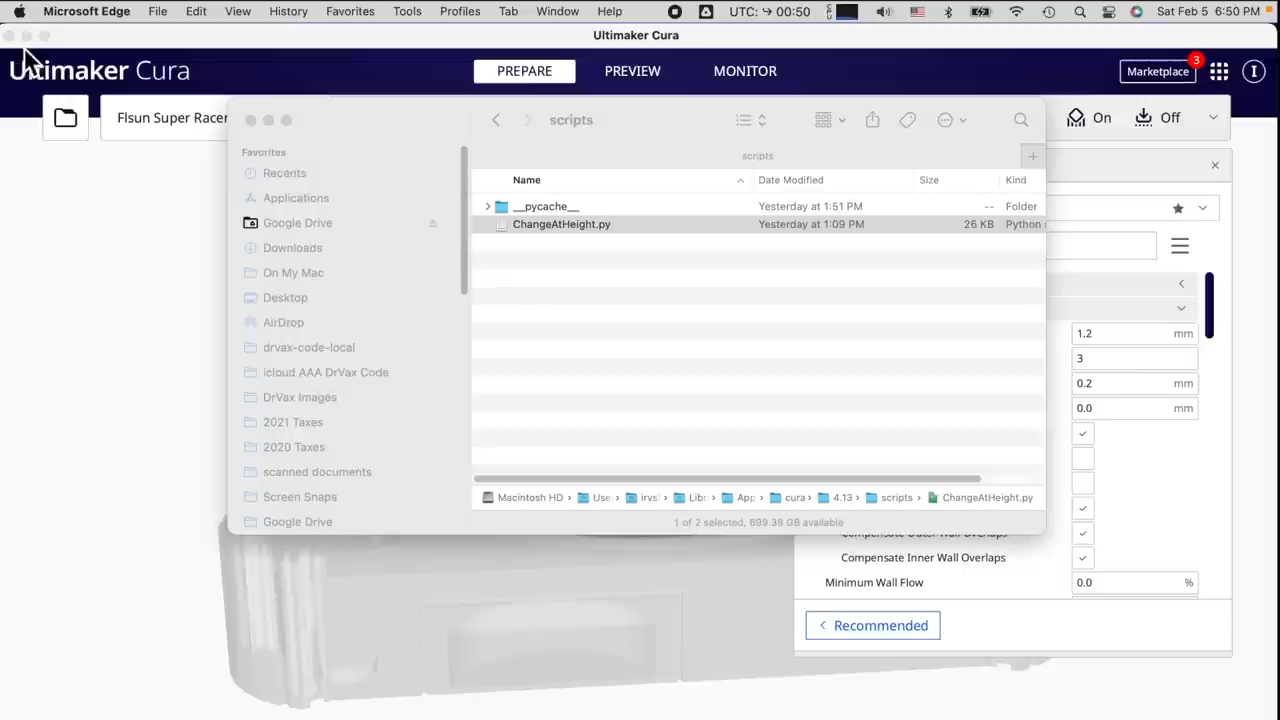 Microsoft Edge File Edit View History Favorites Tools Profiles Tab Window Help UTC: ↪ 00:50 Sat Feb 5 6:50 PM
Ultimaker Cura
Ultimaker Cura PREPARE PREVIEW MONITOR Marketplace 3 I
Flsun Super Racer On Off
scripts
scripts
Favorites
Recents
Applications
Google Drive
Downloads
On My Mac
Desktop
AirDrop
drvax-code-local
icloud AAA DrVax Code
DrVax Images
2021 Taxes
2020 Taxes
scanned documents
Screen Snaps
Google Drive
Name Date Modified Size Kind
__pycache__ Yesterday at 1:51 PM -- Folder
ChangeAtHeight.py Yesterday at 1:09 PM 26 KB Python
Macintosh HD › Use › irvs › Libr › App › cura › 4.13 › scripts › ChangeAtHeight.py
1 of 2 selected, 699.38 GB available
1.2 mm
3
0.2 mm
0.0 mm
Compensate Outer Wall Overlaps
Compensate Inner Wall Overlaps
Minimum Wall Flow 0.0 %
Recommended